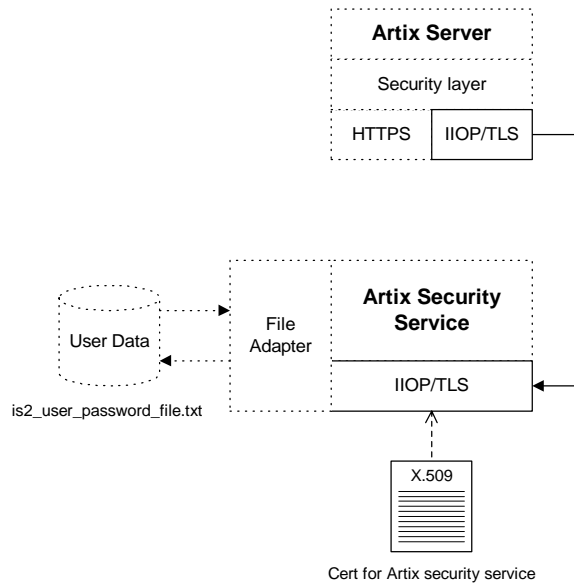 Artix Server
Security layer
HTTPS
IIOP/TLS
User Data
File
Adapter
Artix Security
Service
is2_user_password_file.txt
IIOP/TLS
X.509
Cert for Artix security service